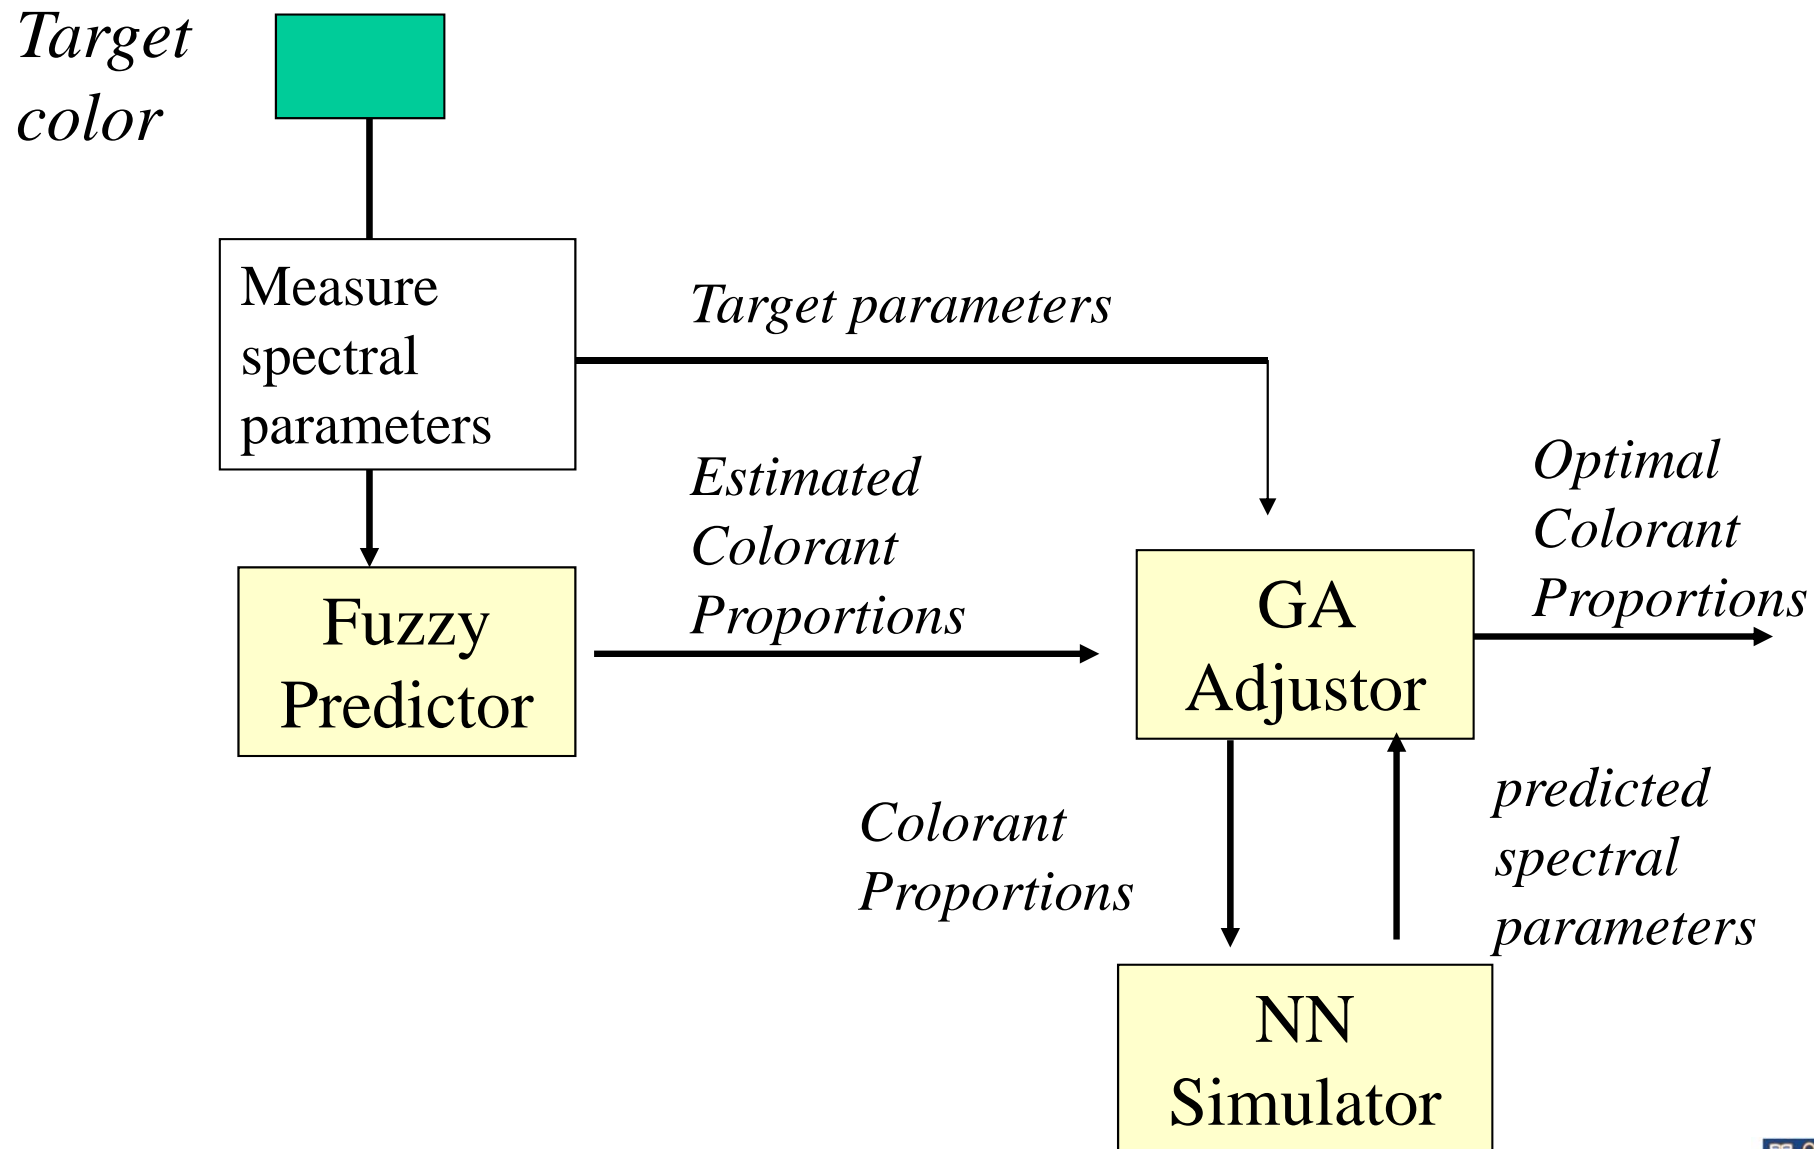 Target
color
Measure
spectral
parameters
Target parameters
Estimated
Colorant
Proportions
Fuzzy
Predictor
GA
Adjustor
Optimal
Colorant
Proportions
Colorant
Proportions
predicted
spectral
parameters
NN
Simulator